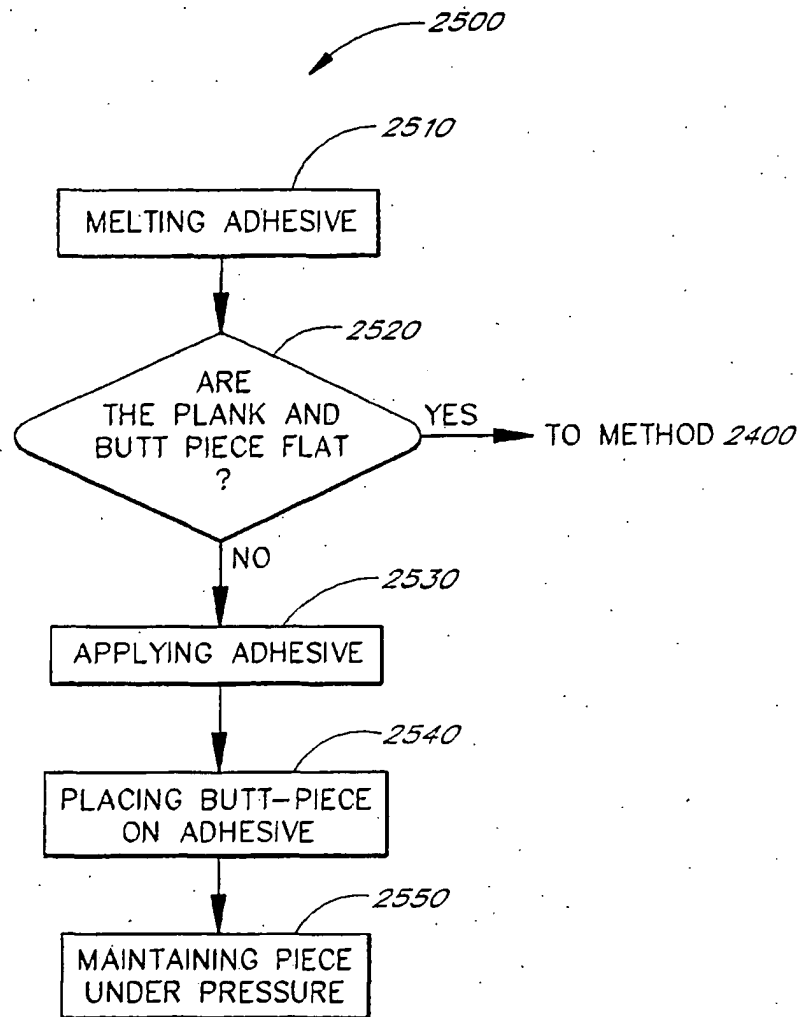 2500
2510
MELTING ADHESIVE
2520
ARE
THE PLANK AND
BUTT PIECE FLAT
?
YES
TO METHOD 2400
NO
2530
APPLYING ADHESIVE
2540
PLACING BUTT-PIECE
ON ADHESIVE
2550
MAINTAINING PIECE
UNDER PRESSURE